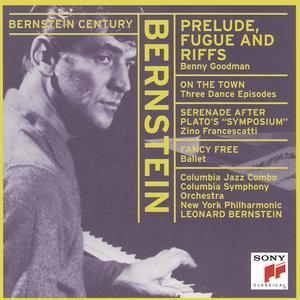 BERNSTEIN CENTURY
BERNSTEIN
PRELUDE,
FUGUE AND
RIFFS
Benny Goodman
ON THE TOWN
Three Dance Episodes
SERENADE AFTER
PLATO'S "SYMPOSIUM"
Zino Francescatti
FANCY FREE
Ballet
Columbia Jazz Combo
Columbia Symphony
Orchestra
New York Philharmonic
LEONARD BERNSTEIN
SONY
CLASSICAL